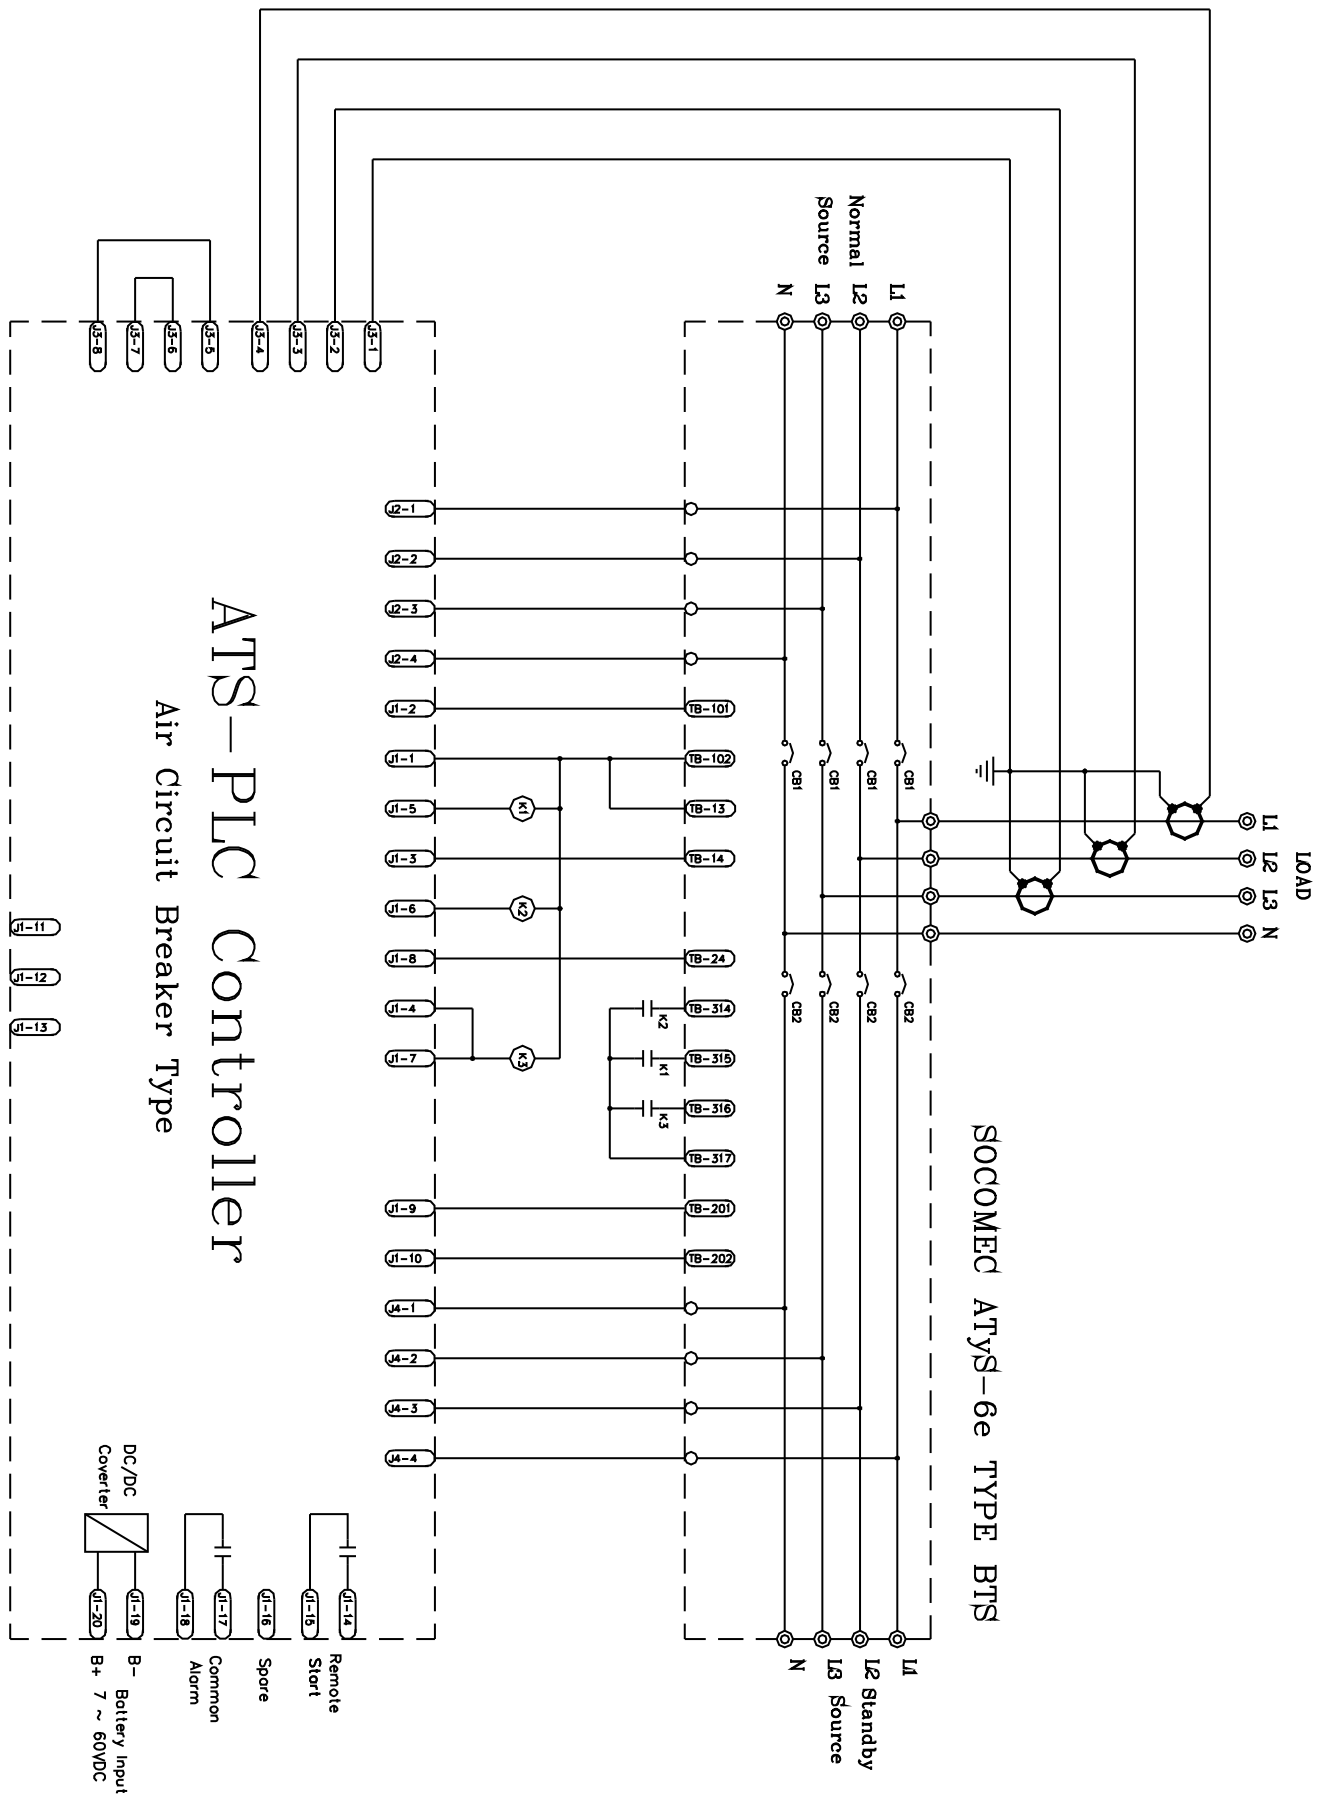 LOAD
L1
L2
L3
N
SOCOMEC ATyS-6e TYPE BTS
Normal
Source
L1
L2
L3
N
CB1
CB1
CB1
CB1
CB2
CB2
CB2
CB2
L1
L2 Standby
L3 Source
N
TB-101
TB-102
TB-13
TB-14
TB-24
TB-314
TB-315
TB-316
TB-317
TB-201
TB-202
K2
K1
K3
K1
K2
K3
J2-1
J2-2
J2-3
J2-4
J1-2
J1-1
J1-5
J1-3
J1-6
J1-8
J1-4
J1-7
J1-9
J1-10
J4-1
J4-2
J4-3
J4-4
J3-1
J3-2
J3-3
J3-4
J3-5
J3-6
J3-7
J3-8
ATS-PLC Controller
Air Circuit Breaker Type
J1-11
J1-12
J1-13
J1-14
J1-15
Remote
Start
J1-16
Spare
J1-17
J1-18
Common
Alarm
DC/DC
Coverter
J1-19
J1-20
B- Battery Input
B+ 7 ~ 60VDC